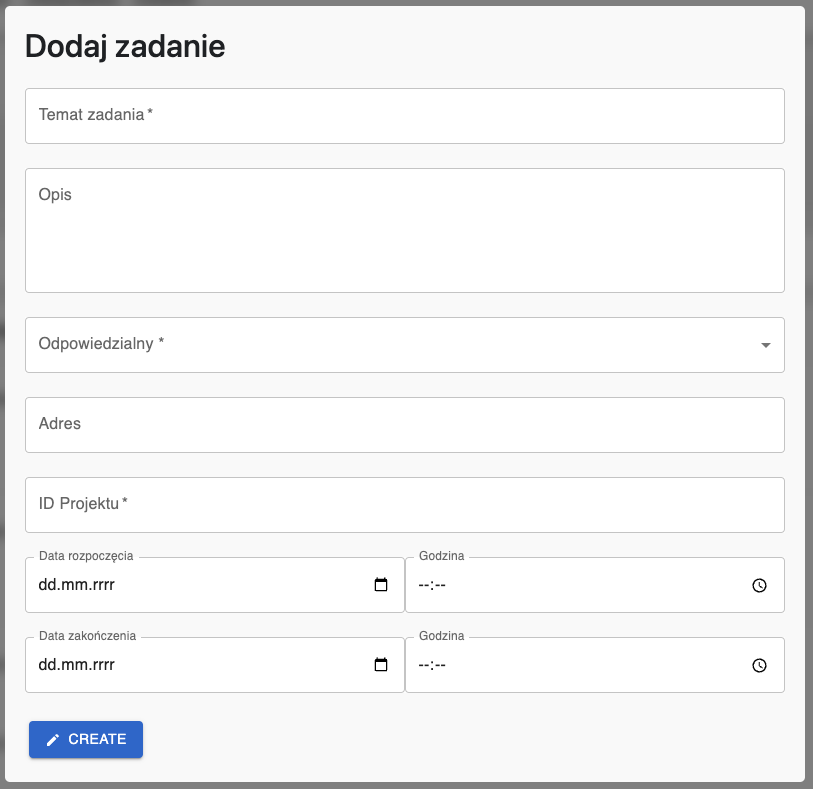 Dodaj zadanie
Temat zadania *
Opis
Odpowiedzialny *
Adres
ID Projektu *
Data rozpoczęcia Godzina
dd.mm.rrrr --:--
Data zakończenia Godzina
dd.mm.rrrr --:--
CREATE